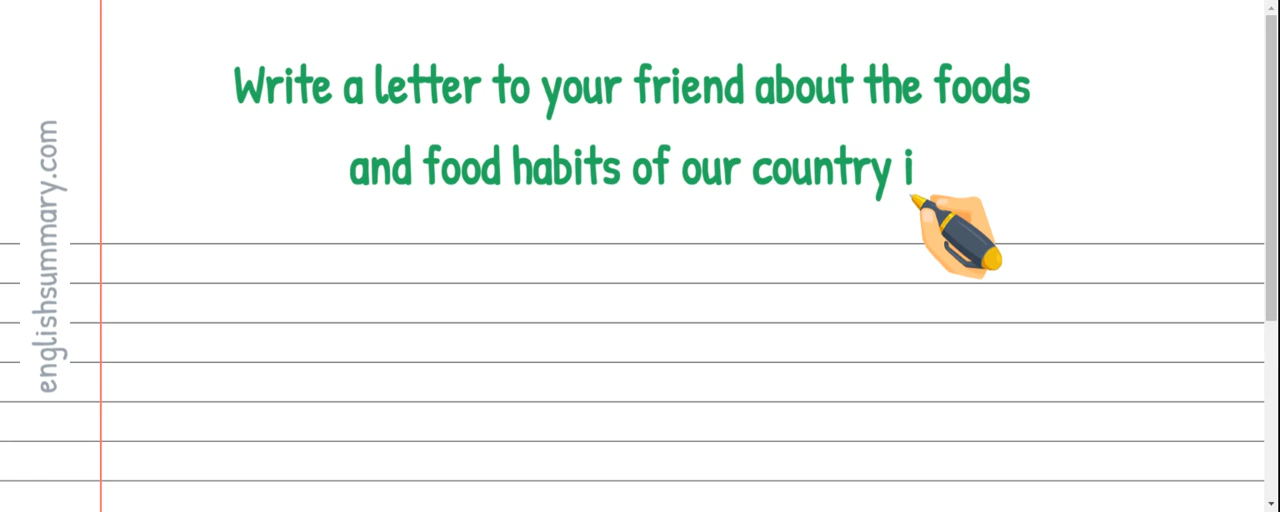 Write a letter to your friend about the foods
and food habits of our country i
englishsummary.com